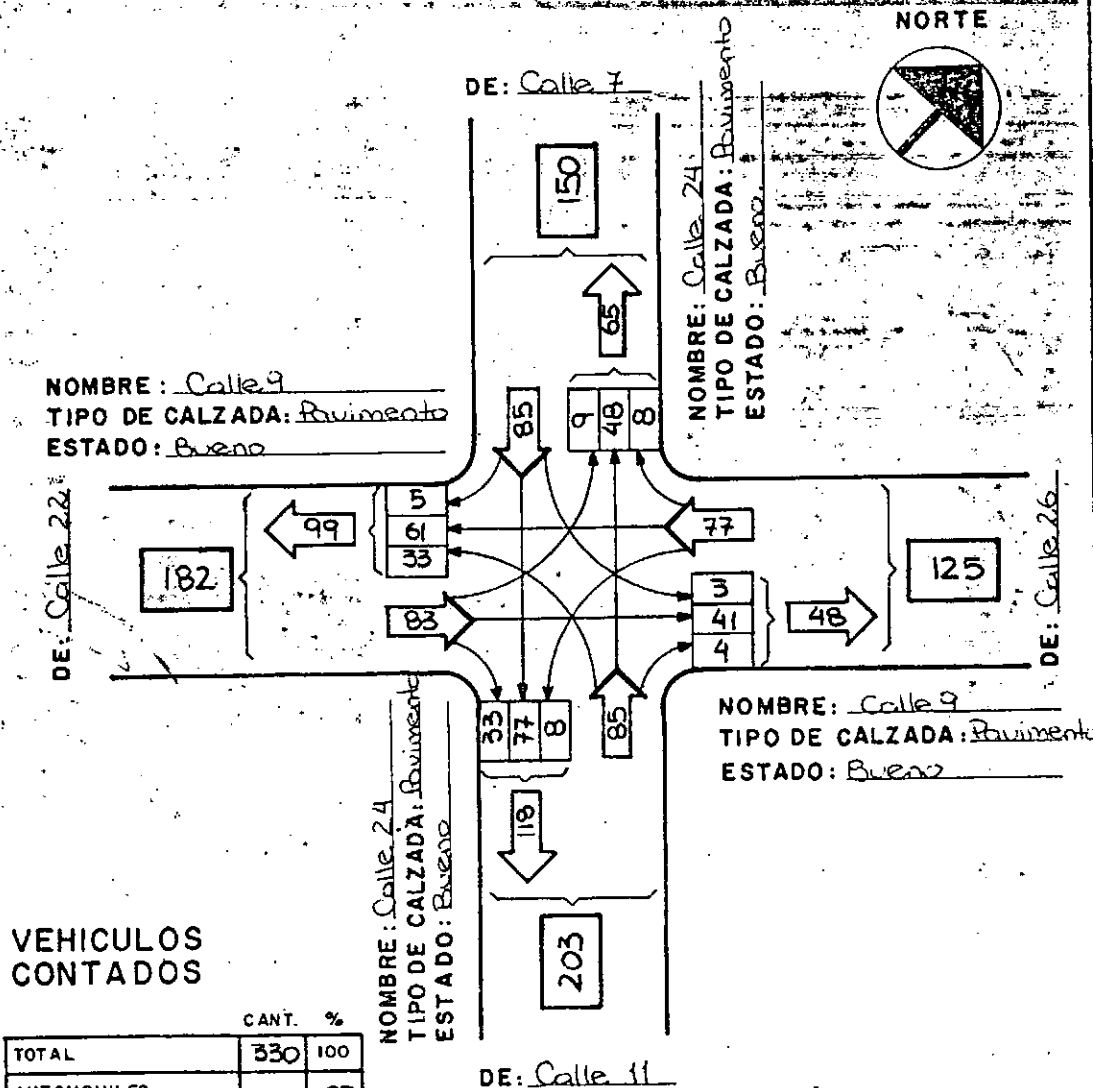 NORTE
DE: Calle 7
150
NOMBRE: Calle 24
TIPO DE CALZADA: Pavimento
ESTADO: Bueno
65
NOMBRE: Calle 9
TIPO DE CALZADA: Pavimento
ESTADO: Bueno
85
9 48 8
DE: Calle 22
182
99
5
61
33
77
125
DE: Calle 26
83
3
41
4
48
33 77 8
85
NOMBRE: Calle 9
TIPO DE CALZADA: Pavimento
ESTADO: Bueno
118
NOMBRE: Calle 24
TIPO DE CALZADA: Pavimento
ESTADO: Bueno
203
VEHICULOS
CONTADOS
CANT. %
TOTAL 330 100
DE: Calle 11